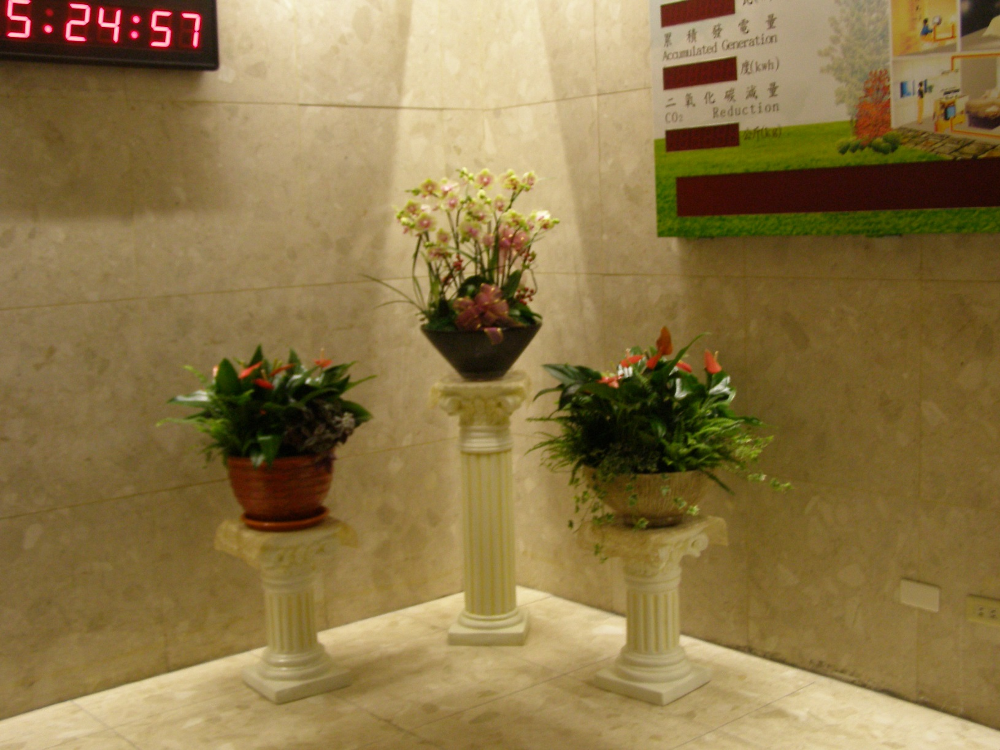 5:24:57
累積發電量
Accumulated Generation
度(kwh)
二氧化碳減量
CO₂ Reduction
公斤(kg)